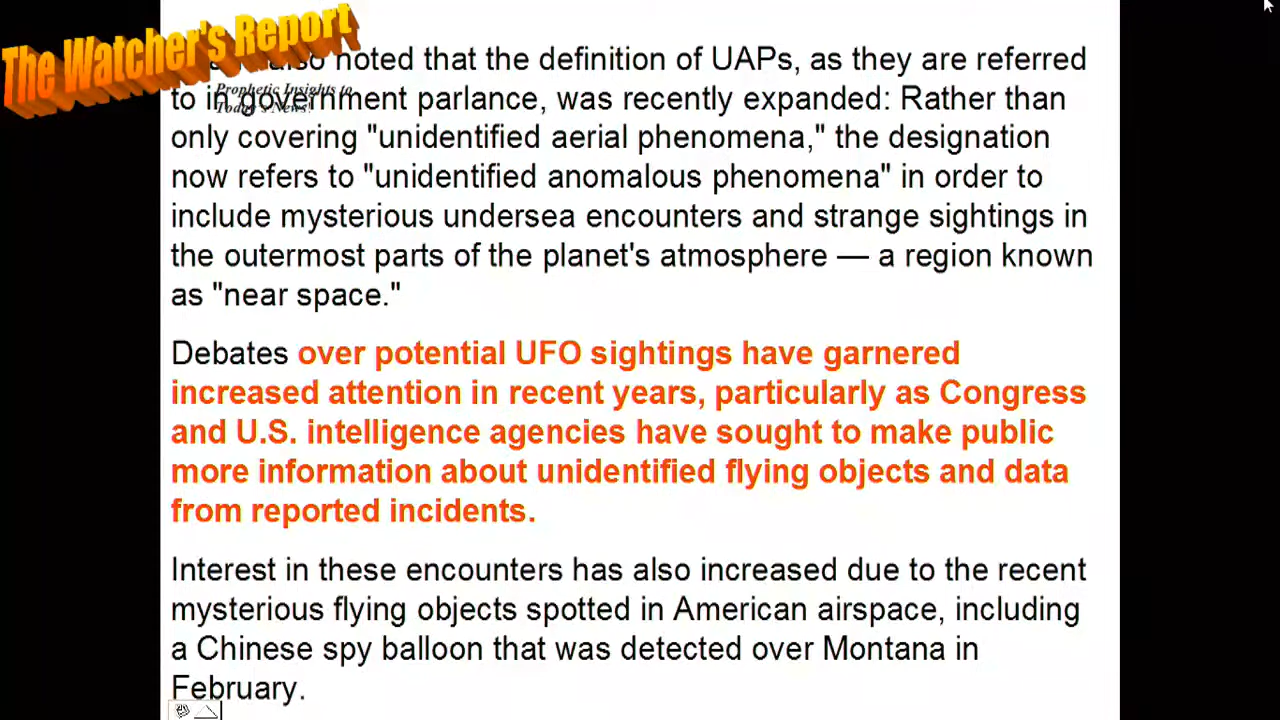 The Watcher's Report
Prophetic Insights to
Today's News!
also noted that the definition of UAPs, as they are referred
to in government parlance, was recently expanded: Rather than
only covering "unidentified aerial phenomena," the designation
now refers to "unidentified anomalous phenomena" in order to
include mysterious undersea encounters and strange sightings in
the outermost parts of the planet's atmosphere — a region known
as "near space."
Debates over potential UFO sightings have garnered
increased attention in recent years, particularly as Congress
and U.S. intelligence agencies have sought to make public
more information about unidentified flying objects and data
from reported incidents.
Interest in these encounters has also increased due to the recent
mysterious flying objects spotted in American airspace, including
a Chinese spy balloon that was detected over Montana in
February.